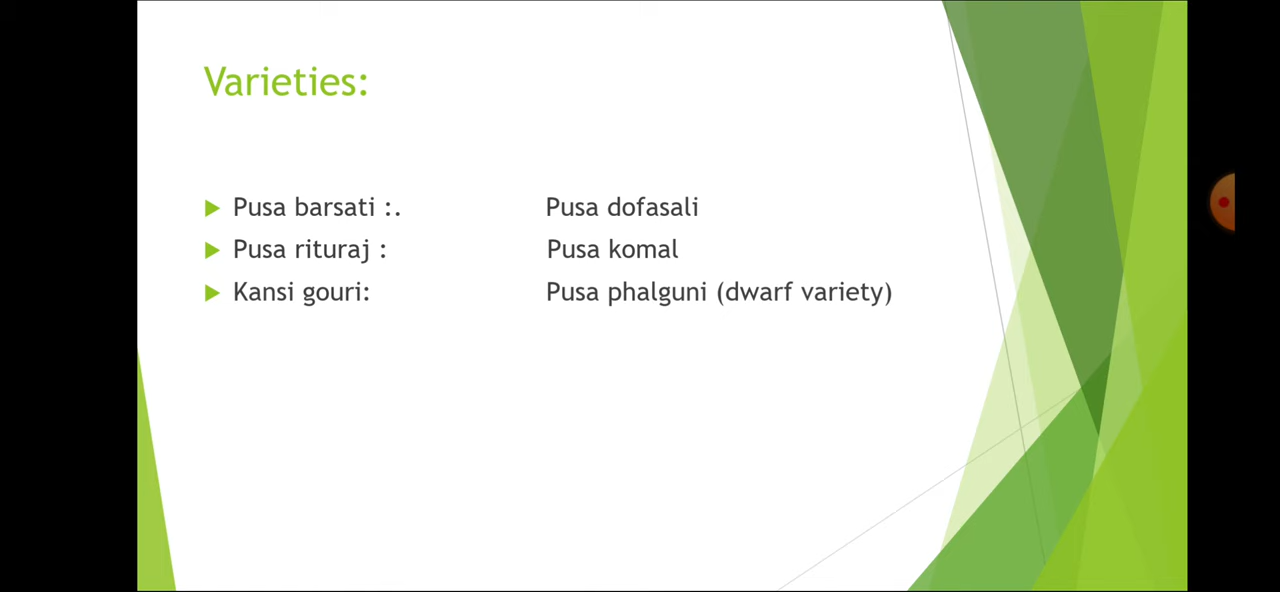 Varieties:
Pusa barsati :. Pusa dofasali
Pusa rituraj : Pusa komal
Kansi gouri: Pusa phalguni (dwarf variety)